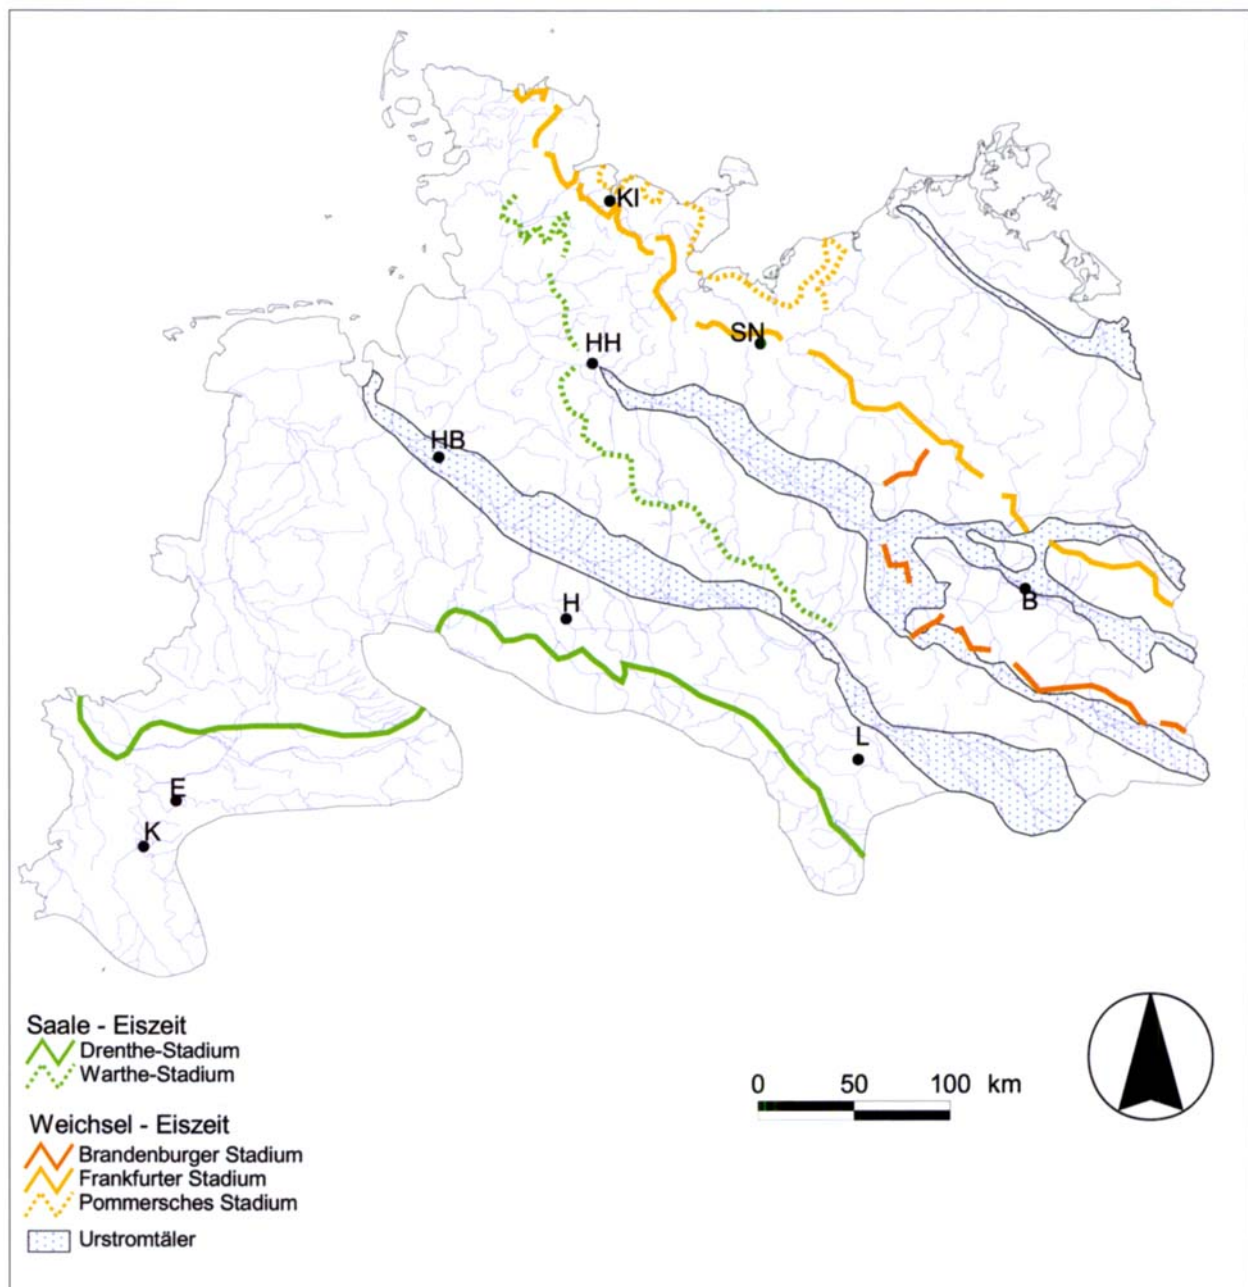 KI
SN
HH
HB
H
B
L
E
K
Saale - Eiszeit
Drenthe-Stadium
Warthe-Stadium
Weichsel - Eiszeit
Brandenburger Stadium
Frankfurter Stadium
Pommersches Stadium
Urstromtäler
0 50 100 km